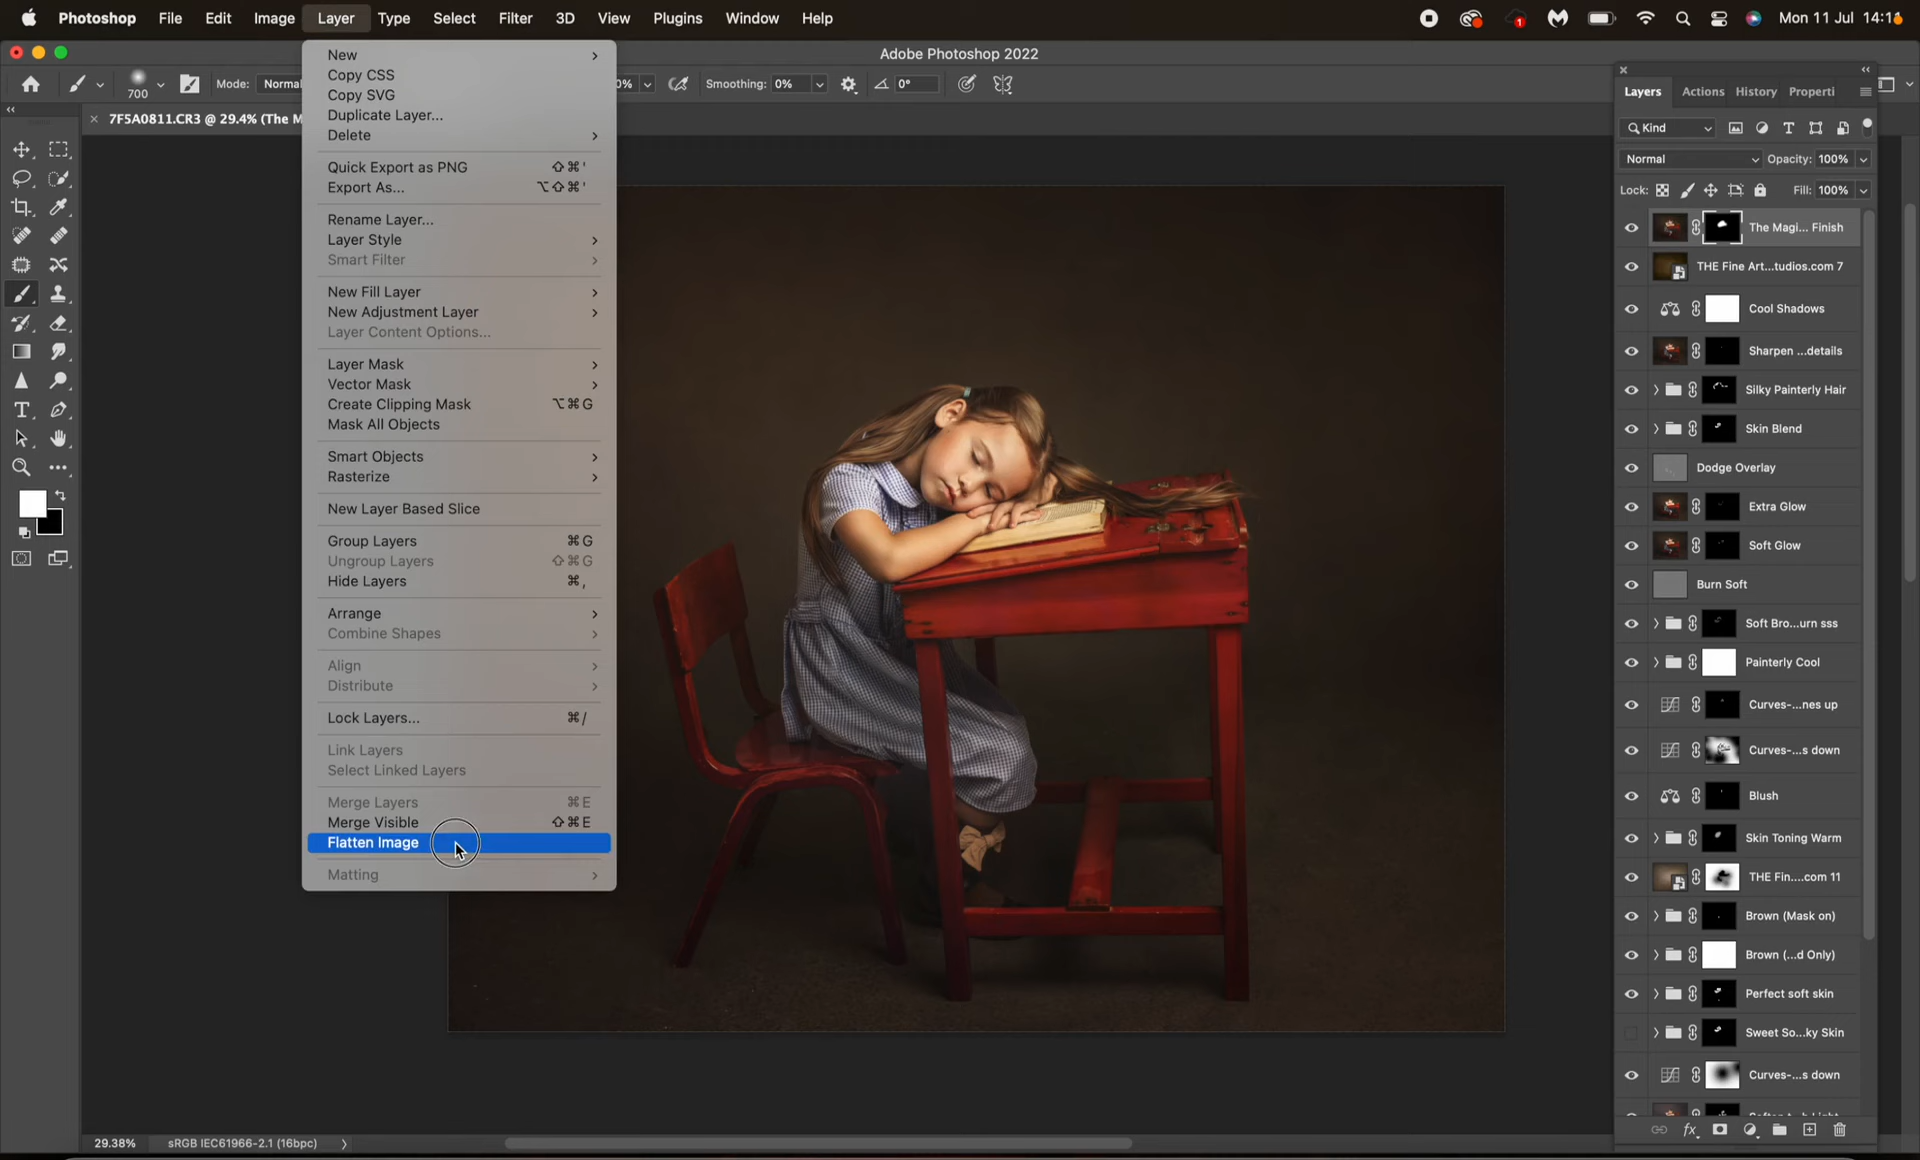 Photoshop File Edit Image Layer Type Select Filter 3D View Plugins Window Help Mon 11 Jul 14:11
Adobe Photoshop 2022
700 Mode: Normal 0% Smoothing: 0% 0°
7F5A0811.CR3 @ 29.4% (The M
New
Copy CSS
Copy SVG
Duplicate Layer...
Delete
Quick Export as PNG ⇧⌘'
Export As... ⌥⇧⌘'
Rename Layer...
Layer Style
Smart Filter
New Fill Layer
New Adjustment Layer
Layer Content Options...
Layer Mask
Vector Mask
Create Clipping Mask ⌥⌘G
Mask All Objects
Smart Objects
Rasterize
New Layer Based Slice
Group Layers ⌘G
Ungroup Layers ⇧⌘G
Hide Layers ⌘,
Arrange
Combine Shapes
Align
Distribute
Lock Layers... ⌘/
Link Layers
Select Linked Layers
Merge Layers ⌘E
Merge Visible ⇧⌘E
Flatten Image
Matting
Layers Actions History Properti
Kind
Normal Opacity: 100%
Lock: Fill: 100%
The Magi... Finish
THE Fine Art...tudios.com 7
Cool Shadows
Sharpen ...details
Silky Painterly Hair
Skin Blend
Dodge Overlay
Extra Glow
Soft Glow
Burn Soft
Soft Bro...urn sss
Painterly Cool
Curves-...nes up
Curves-...s down
Blush
Skin Toning Warm
THE Fin....com 11
Brown (Mask on)
Brown (...d Only)
Perfect soft skin
Sweet So...ky Skin
Curves-...s down
29.38% sRGB IEC61966-2.1 (16bpc)